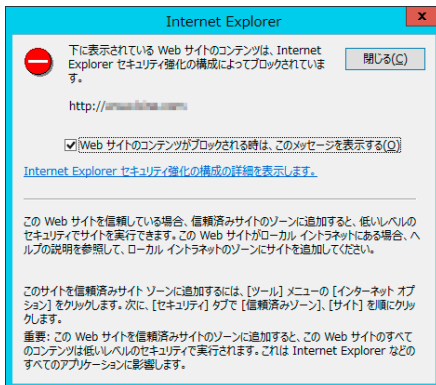 Internet Explorer
x
下に表示されている Web サイトのコンテンツは、Internet
Explorer セキュリティ強化の構成によってブロックされていま
す。
閉じる(C)
http://
Web サイトのコンテンツがブロックされる時は、このメッセージを表示する(O)
Internet Explorer セキュリティ強化の構成の詳細を表示します。
この Web サイトを信頼している場合、信頼済みサイトのゾーンに追加すると、低いレベルの
セキュリティでサイトを実行できます。この Web サイトがローカル イントラネットにある場合、ヘ
ルプの説明を参照して、ローカル イントラネットのゾーンにサイトを追加してください。
このサイトを信頼済みサイト ゾーンに追加するには、[ツール] メニューの [インターネット オプ
ション] をクリックします。次に、[セキュリティ] タブで [信頼済みゾーン]、[サイト] を順にクリッ
クします。
重要: この Web サイトを信頼済みサイトのゾーンに追加すると、この Web サイトのすべて
のコンテンツは低いレベルのセキュリティで実行されます。これは Internet Explorer などの
すべてのアプリケーションに影響します。